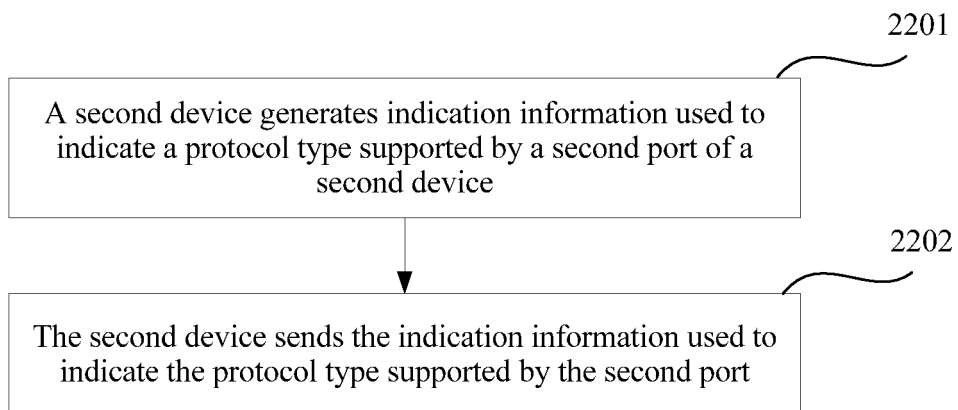 2201
A second device generates indication information used to
indicate a protocol type supported by a second port of a
second device
2202
The second device sends the indication information used to
indicate the protocol type supported by the second port